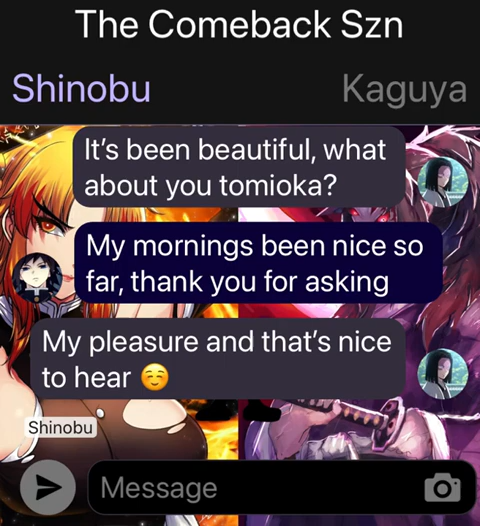 The Comeback Szn
Shinobu Kaguya
It's been beautiful, what
about you tomioka?
My mornings been nice so
far, thank you for asking
My pleasure and that's nice
to hear ☺️
Shinobu
Message